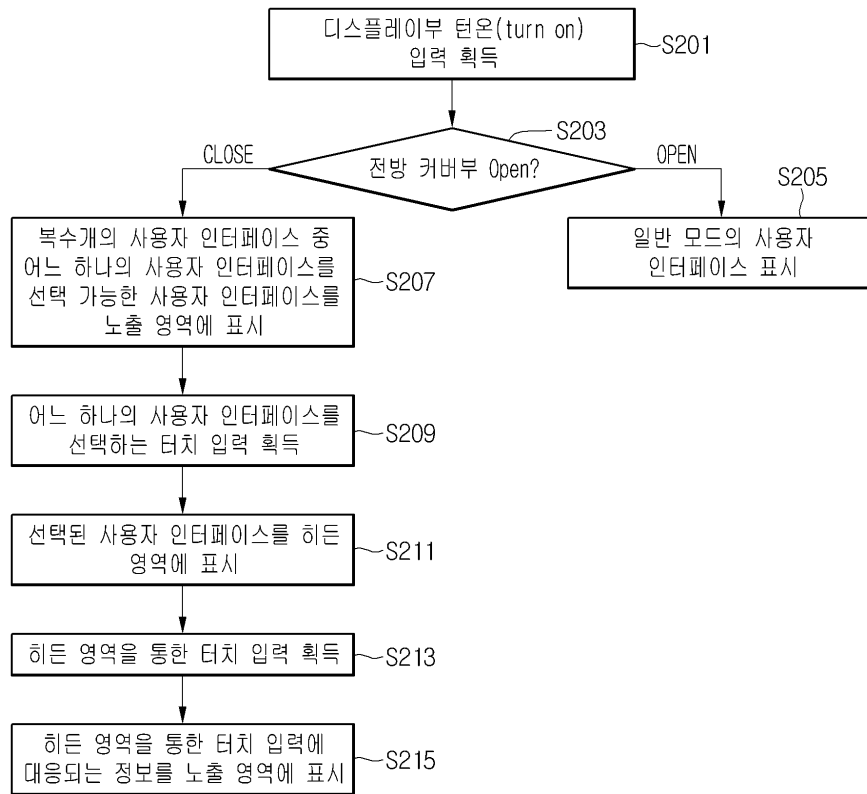 디스플레이부 턴온(turn on)
입력 획득
S201
S203
전방 커버부 Open?
CLOSE
OPEN
S205
일반 모드의 사용자
인터페이스 표시
복수개의 사용자 인터페이스 중
어느 하나의 사용자 인터페이스를
선택 가능한 사용자 인터페이스를
노출 영역에 표시
S207
어느 하나의 사용자 인터페이스를
선택하는 터치 입력 획득
S209
선택된 사용자 인터페이스를 히든
영역에 표시
S211
히든 영역을 통한 터치 입력 획득
S213
히든 영역을 통한 터치 입력에
대응되는 정보를 노출 영역에 표시
S215